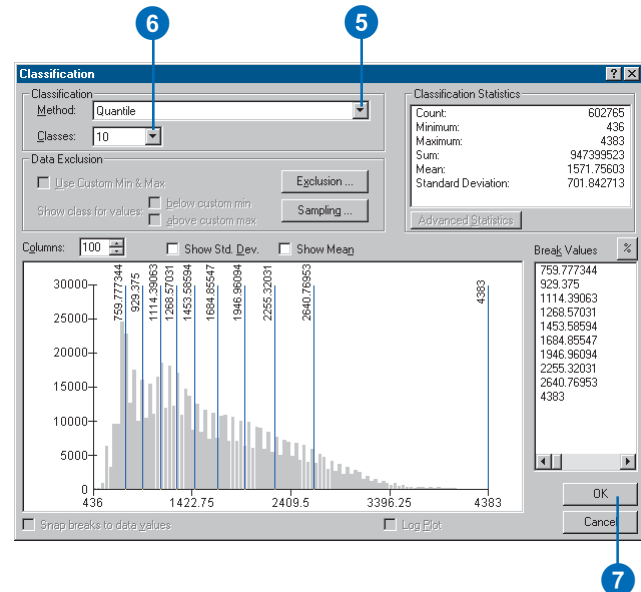 6
5
Classification
Classification
Method: Quantile
Classes: 10
Classification Statistics
Count: 602765
Minimum: 436
Maximum: 4383
Sum: 947399523
Mean: 1571.75603
Standard Deviation: 701.842713
Advanced Statistics
Data Exclusion
Use Custom Min & Max
Exclusion ...
Show class for values:
below custom min
above custom max
Sampling ...
Columns: 100
Show Std. Dev.
Show Mean
Break Values
%
759.777344
929.375
1114.39063
1268.57031
1453.58594
1684.85547
1946.96094
2255.32031
2640.76953
4383
30000
25000
20000
15000
10000
5000
0
759.777344
929.375
1114.39063
1268.57031
1453.58594
1684.85547
1946.96094
2255.32031
2640.76953
4383
436
1422.75
2409.5
3396.25
4383
OK
Snap breaks to data values
Log Plot
Cancel
7